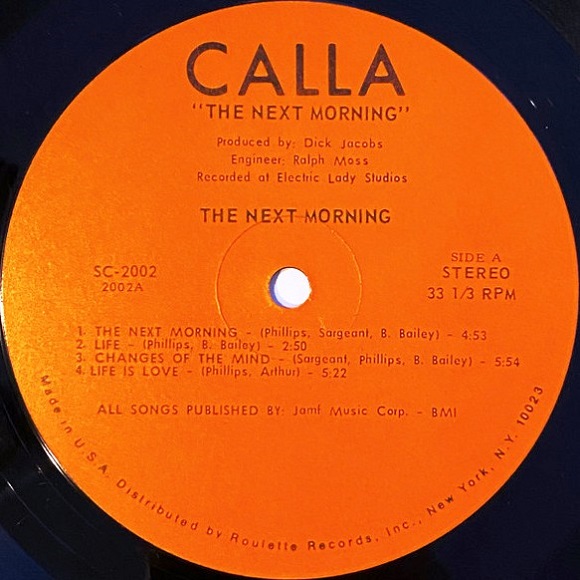 CALLA
"THE NEXT MORNING"
Produced by: Dick Jacobs
Engineer: Ralph Moss
Recorded at Electric Lady Studios
THE NEXT MORNING
SC-2002
2002A
SIDE A
STEREO
33 1/3 RPM
1. THE NEXT MORNING - (Phillips, Sargeant, B. Bailey) - 4:53
2. LIFE - (Phillips, B. Bailey) - 2:50
3. CHANGES OF THE MIND - (Sargeant, Phillips, B. Bailey) - 5:54
4. LIFE IS LOVE - (Phillips, Arthur) - 5:22
ALL SONGS PUBLISHED BY: Jamf Music Corp. - BMI
Made in U.S.A. Distributed by Roulette Records, Inc., New York, N.Y. 10023